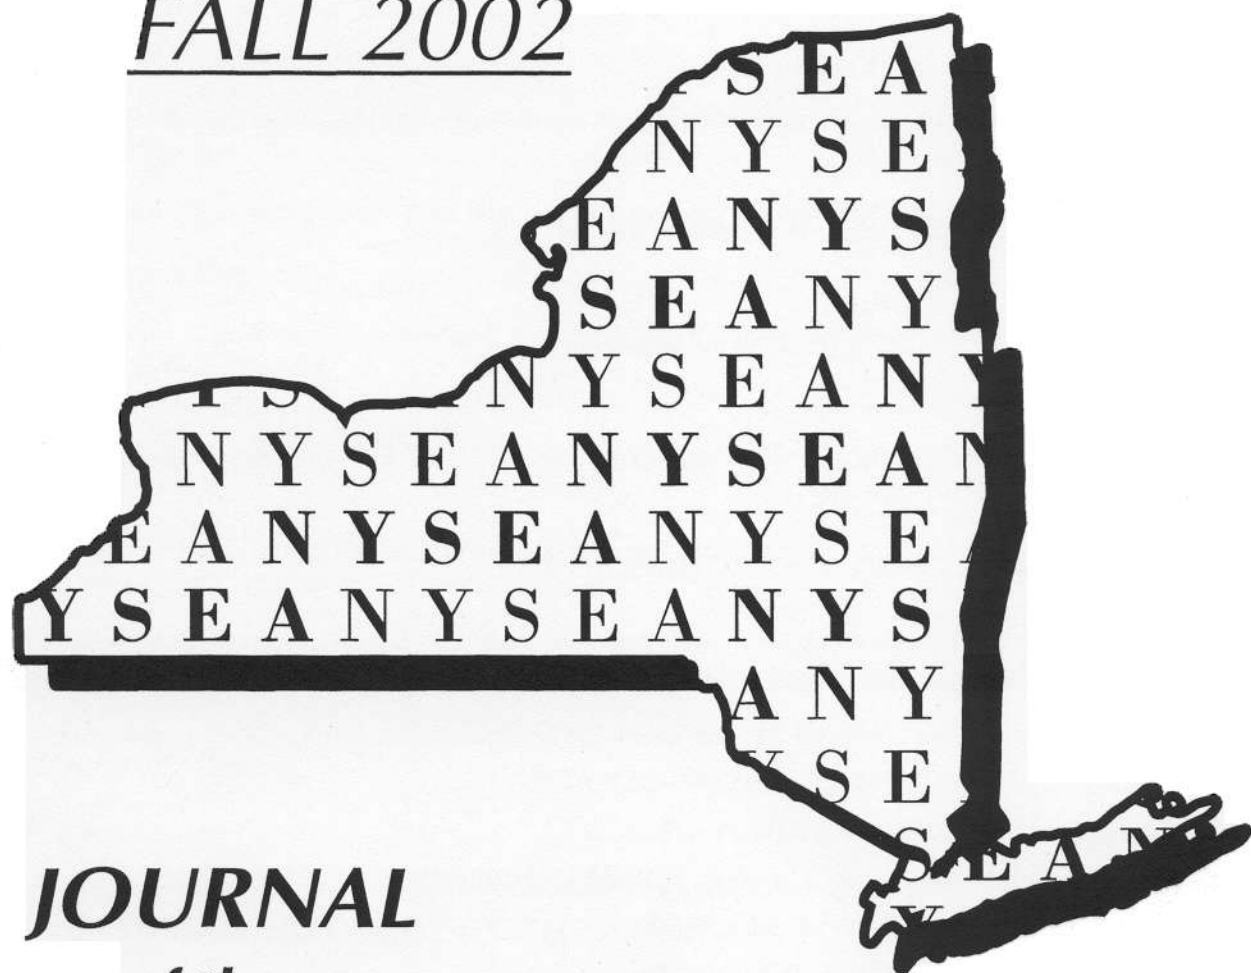 FALL 2002
S E A
N Y S E
E A N Y S
S E A N Y
N Y S E A N Y
Y S
N Y S E A N Y S E A N
E A N Y S E A N Y S E
Y S E A N Y S E A N Y S
A N Y
Y S E
S E A N
Y
JOURNAL